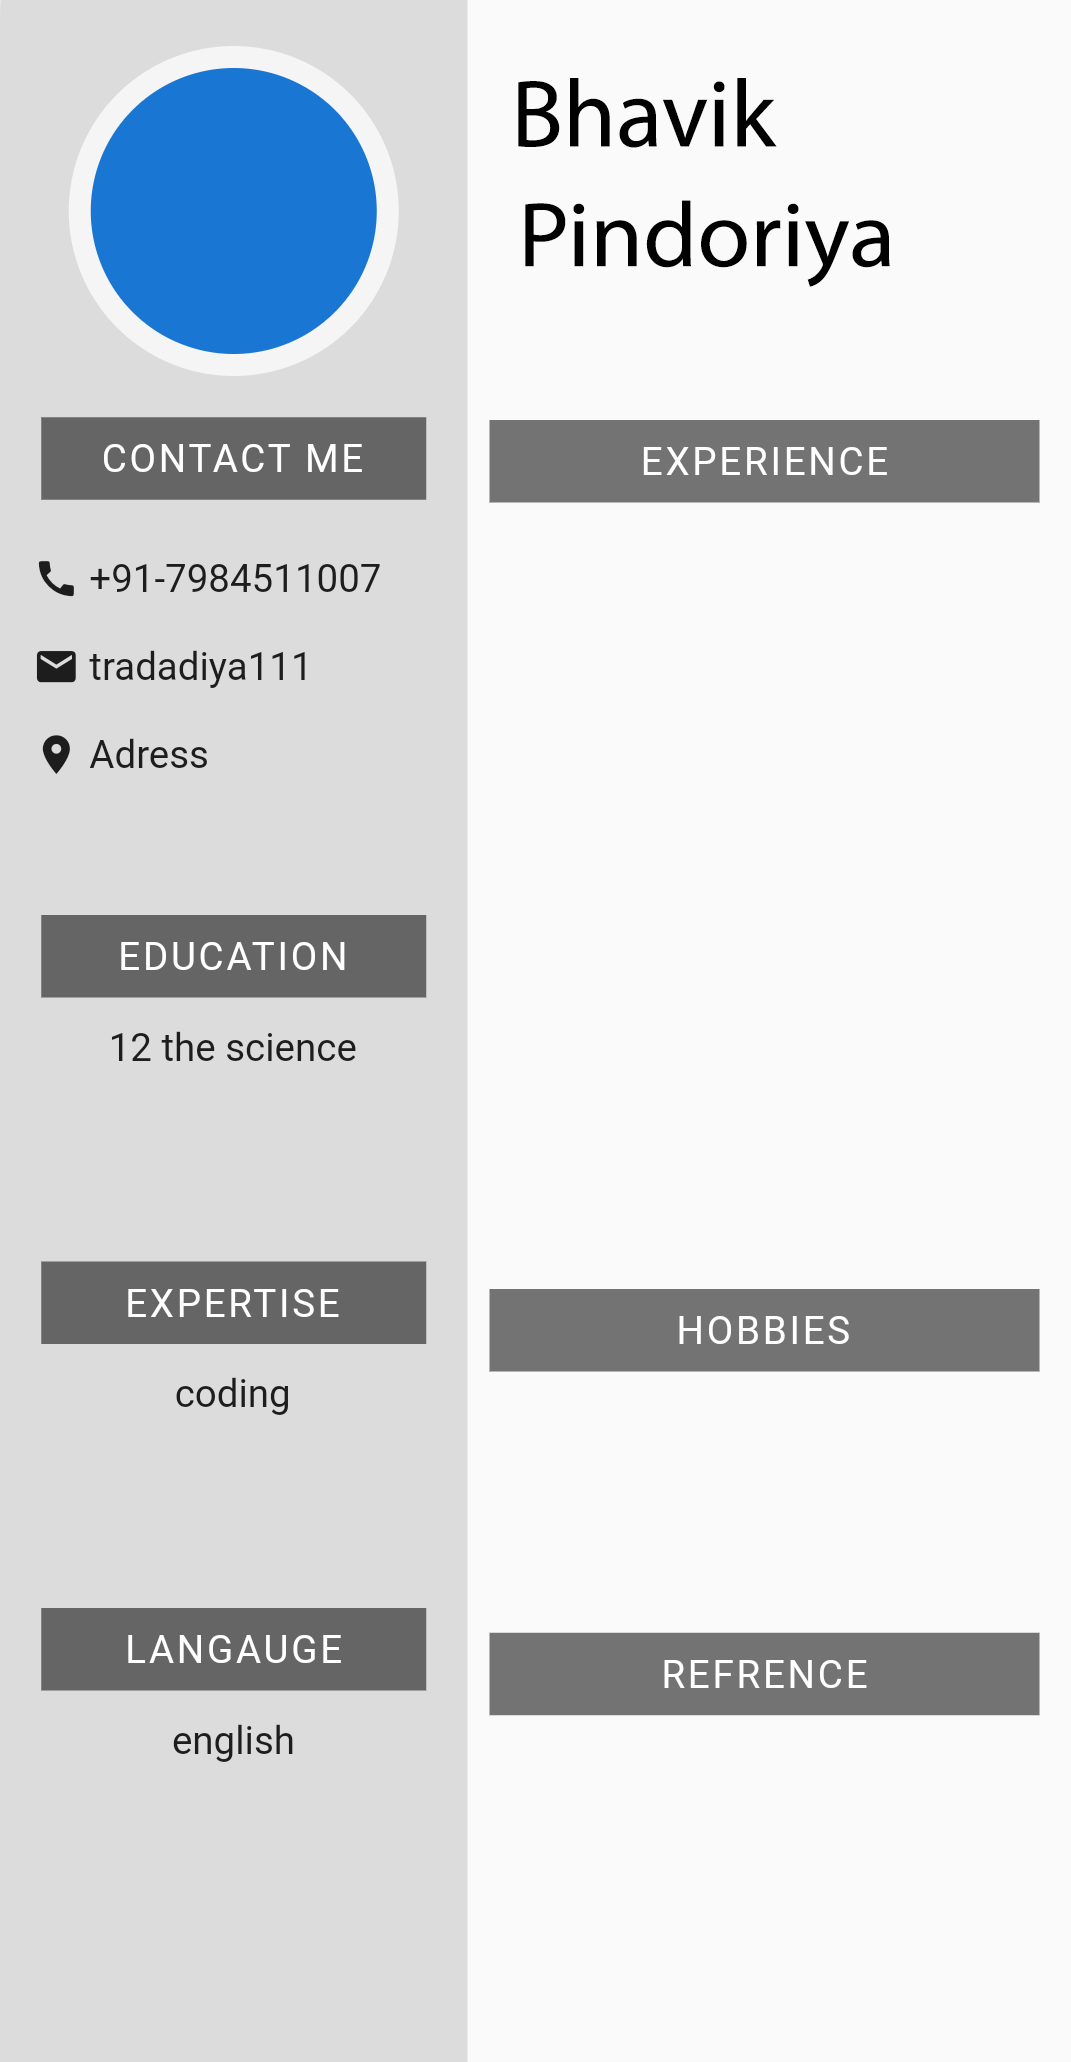 Bhavik
Pindoriya
CONTACT ME
+91-7984511007
tradadiya111
Adress
EDUCATION
12 the science
EXPERTISE
coding
LANGAUGE
english
EXPERIENCE
HOBBIES
REFRENCE